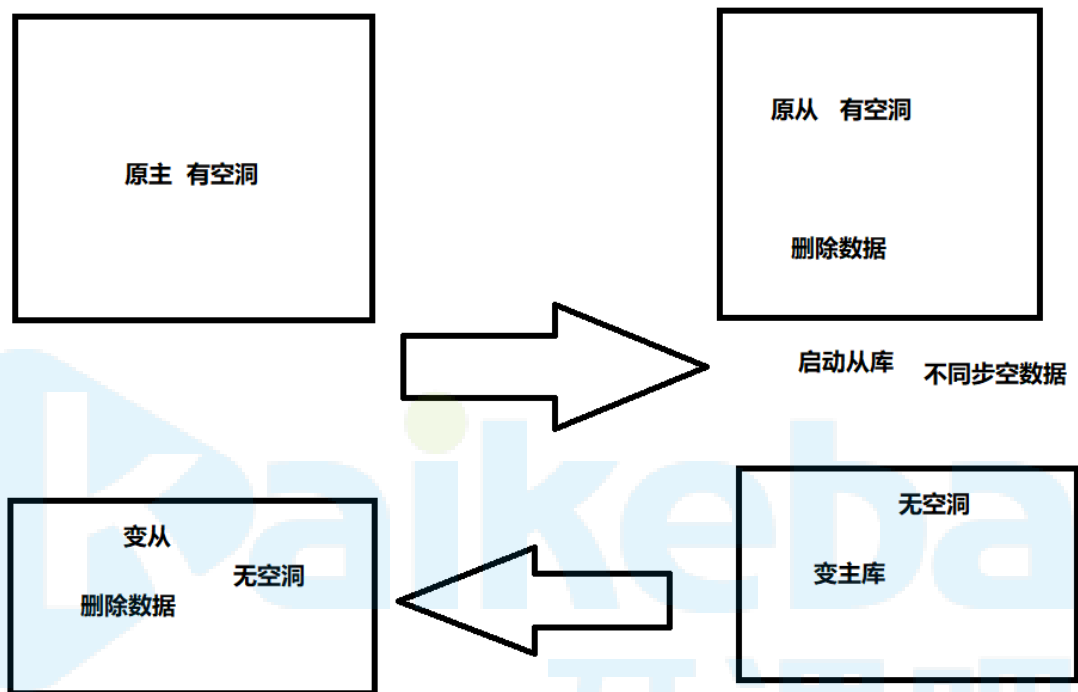 原主 有空洞
原从 有空洞
删除数据
启动从库 不同步空数据
变从
无空洞
删除数据
无空洞
变主库
kaikeba